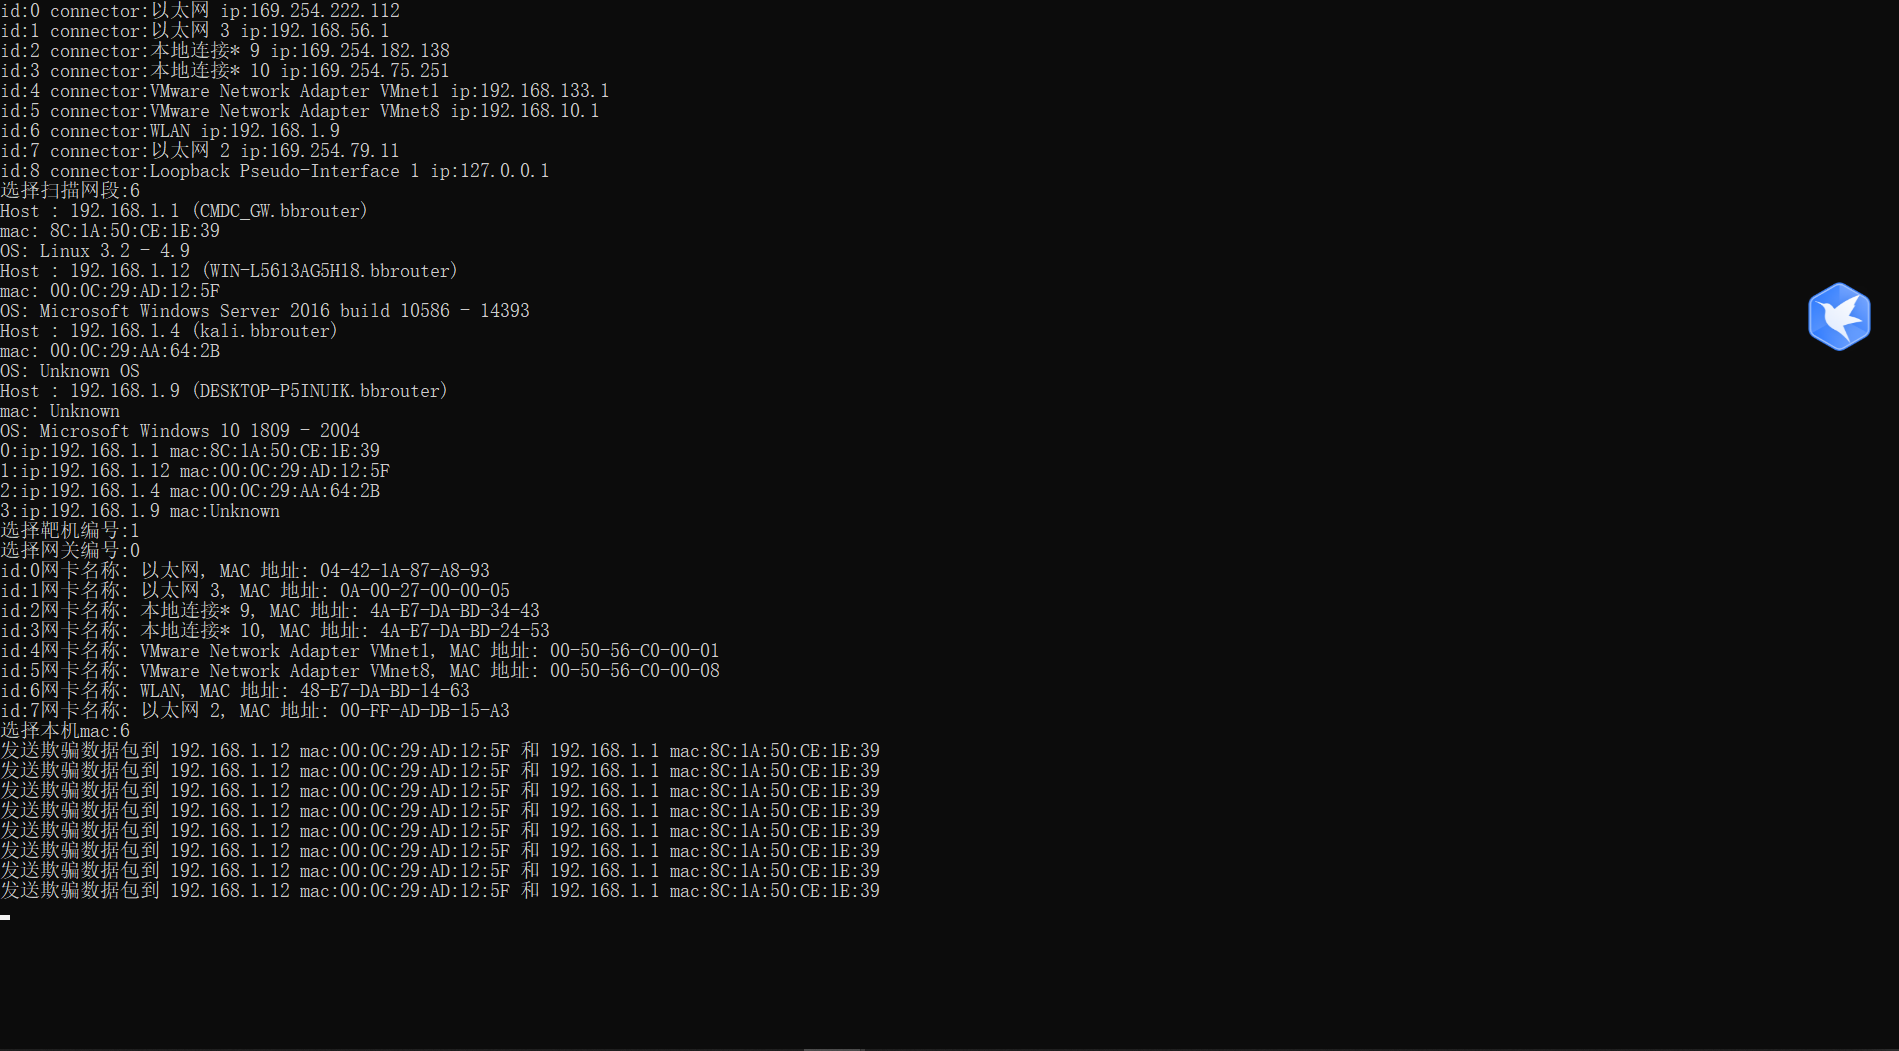 id:0 connector:以太网 ip:169.254.222.112
id:1 connector:以太网 3 ip:192.168.56.1
id:2 connector:本地连接* 9 ip:169.254.182.138
id:3 connector:本地连接* 10 ip:169.254.75.251
id:4 connector:VMware Network Adapter VMnet1 ip:192.168.133.1
id:5 connector:VMware Network Adapter VMnet8 ip:192.168.10.1
id:6 connector:WLAN ip:192.168.1.9
id:7 connector:以太网 2 ip:169.254.79.11
id:8 connector:Loopback Pseudo-Interface 1 ip:127.0.0.1
选择扫描网段:6
Host : 192.168.1.1 (CMDC_GW.bbrouter)
mac: 8C:1A:50:CE:1E:39
OS: Linux 3.2 - 4.9
Host : 192.168.1.12 (WIN-L5613AG5H18.bbrouter)
mac: 00:0C:29:AD:12:5F
OS: Microsoft Windows Server 2016 build 10586 - 14393
Host : 192.168.1.4 (kali.bbrouter)
mac: 00:0C:29:AA:64:2B
OS: Unknown OS
Host : 192.168.1.9 (DESKTOP-P5INUIK.bbrouter)
mac: Unknown
OS: Microsoft Windows 10 1809 - 2004
0:ip:192.168.1.1 mac:8C:1A:50:CE:1E:39
1:ip:192.168.1.12 mac:00:0C:29:AD:12:5F
2:ip:192.168.1.4 mac:00:0C:29:AA:64:2B
3:ip:192.168.1.9 mac:Unknown
选择靶机编号:1
选择网关编号:0
id:0网卡名称: 以太网, MAC 地址: 04-42-1A-87-A8-93
id:1网卡名称: 以太网 3, MAC 地址: 0A-00-27-00-00-05
id:2网卡名称: 本地连接* 9, MAC 地址: 4A-E7-DA-BD-34-43
id:3网卡名称: 本地连接* 10, MAC 地址: 4A-E7-DA-BD-24-53
id:4网卡名称: VMware Network Adapter VMnet1, MAC 地址: 00-50-56-C0-00-01
id:5网卡名称: VMware Network Adapter VMnet8, MAC 地址: 00-50-56-C0-00-08
id:6网卡名称: WLAN, MAC 地址: 48-E7-DA-BD-14-63
id:7网卡名称: 以太网 2, MAC 地址: 00-FF-AD-DB-15-A3
选择本机mac:6
发送欺骗数据包到 192.168.1.12 mac:00:0C:29:AD:12:5F 和 192.168.1.1 mac:8C:1A:50:CE:1E:39
发送欺骗数据包到 192.168.1.12 mac:00:0C:29:AD:12:5F 和 192.168.1.1 mac:8C:1A:50:CE:1E:39
发送欺骗数据包到 192.168.1.12 mac:00:0C:29:AD:12:5F 和 192.168.1.1 mac:8C:1A:50:CE:1E:39
发送欺骗数据包到 192.168.1.12 mac:00:0C:29:AD:12:5F 和 192.168.1.1 mac:8C:1A:50:CE:1E:39
发送欺骗数据包到 192.168.1.12 mac:00:0C:29:AD:12:5F 和 192.168.1.1 mac:8C:1A:50:CE:1E:39
发送欺骗数据包到 192.168.1.12 mac:00:0C:29:AD:12:5F 和 192.168.1.1 mac:8C:1A:50:CE:1E:39
发送欺骗数据包到 192.168.1.12 mac:00:0C:29:AD:12:5F 和 192.168.1.1 mac:8C:1A:50:CE:1E:39
发送欺骗数据包到 192.168.1.12 mac:00:0C:29:AD:12:5F 和 192.168.1.1 mac:8C:1A:50:CE:1E:39